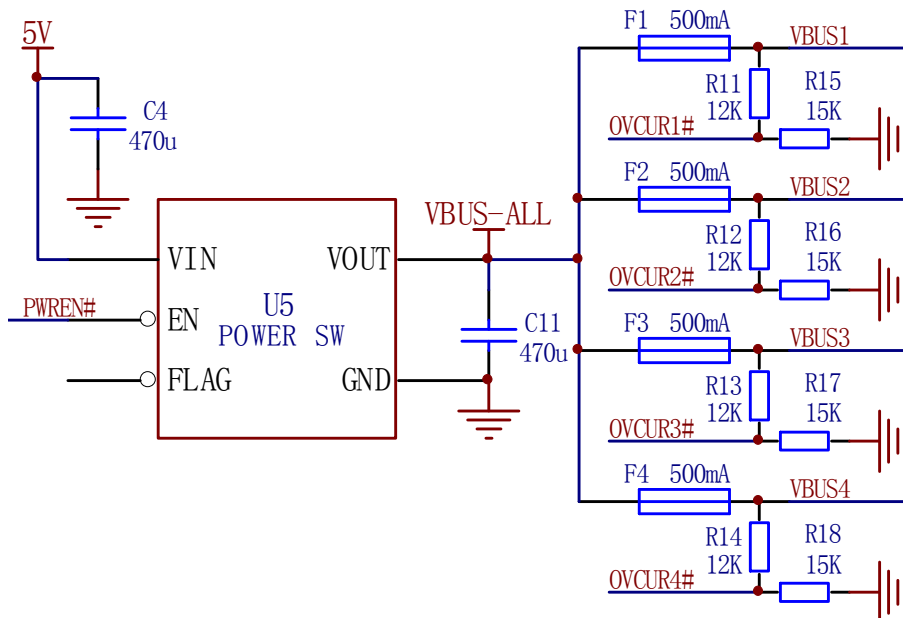 5V
C4
470u
VIN
VOUT
EN
FLAG
GND
U5
POWER SW
PWREN#
VBUS-ALL
C11
470u
F1 500mA
VBUS1
R11
12K
R15
15K
OVCUR1#
F2 500mA
VBUS2
R12
12K
R16
15K
OVCUR2#
F3 500mA
VBUS3
R13
12K
R17
15K
OVCUR3#
F4 500mA
VBUS4
R14
12K
R18
15K
OVCUR4#